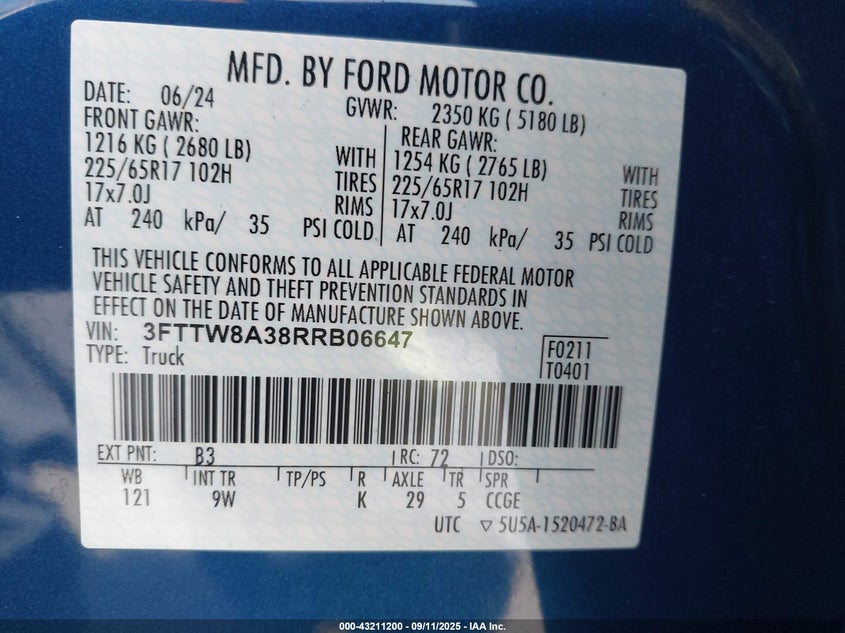 MFD. BY FORD MOTOR CO.
DATE: 06/24
GVWR: 2350 KG ( 5180 LB)
FRONT GAWR:
1216 KG ( 2680 LB)
225/65R17 102H
17x7.0J
WITH
TIRES
RIMS
AT 240 kPa/ 35 PSI COLD
REAR GAWR:
1254 KG ( 2765 LB)
225/65R17 102H
17x7.0J
WITH
TIRES
RIMS
AT 240 kPa/ 35 PSI COLD
THIS VEHICLE CONFORMS TO ALL APPLICABLE FEDERAL MOTOR
VEHICLE SAFETY AND THEFT PREVENTION STANDARDS IN
EFFECT ON THE DATE OF MANUFACTURE SHOWN ABOVE.
VIN: 3FTTW8A38RRB06647
TYPE: Truck
F0211
T0401
EXT PNT: B3 RC: 72 DSO:
WB INT TR TP/PS R AXLE TR SPR
121 9W K 29 5 CCGE
UTC ▽ 5U5A-1520472-BA
000-43211200 - 09/11/2025 - IAA Inc.